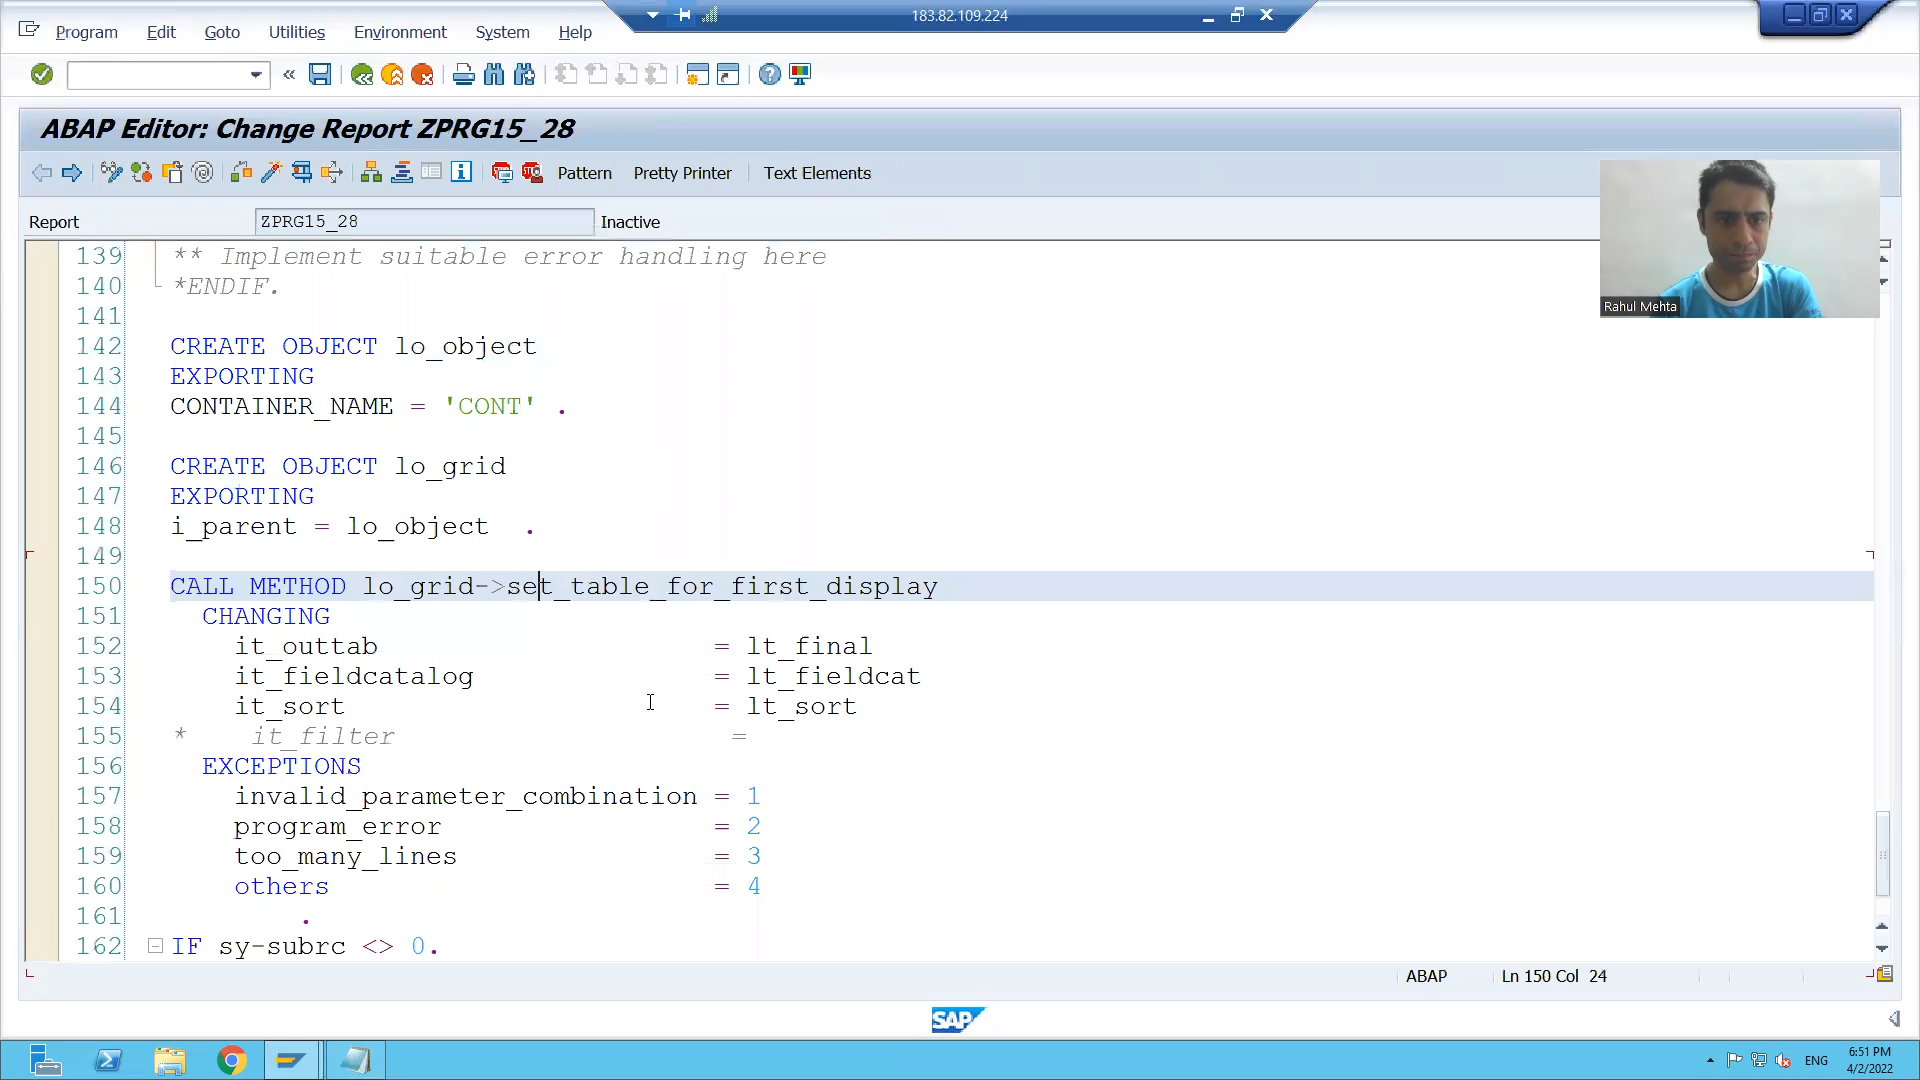 183.82.109.224
Program Edit Goto Utilities Environment System Help
ABAP Editor: Change Report ZPRG15_28
Pattern Pretty Printer Text Elements
Report ZPRG15_28 Inactive
Rahul Mehta
139 ** Implement suitable error handling here
140 *ENDIF.
141
142 CREATE OBJECT lo_object
143 EXPORTING
144 CONTAINER_NAME = 'CONT' .
145
146 CREATE OBJECT lo_grid
147 EXPORTING
148 i_parent = lo_object .
149
150 CALL METHOD lo_grid->set_table_for_first_display
151 CHANGING
152 it_outtab = lt_final
153 it_fieldcatalog = lt_fieldcat
154 it_sort = lt_sort
155 * it_filter =
156 EXCEPTIONS
157 invalid_parameter_combination = 1
158 program_error = 2
159 too_many_lines = 3
160 others = 4
161 .
162 IF sy-subrc <> 0.
ABAP Ln 150 Col 24
SAP
ENG 6:51 PM
4/2/2022